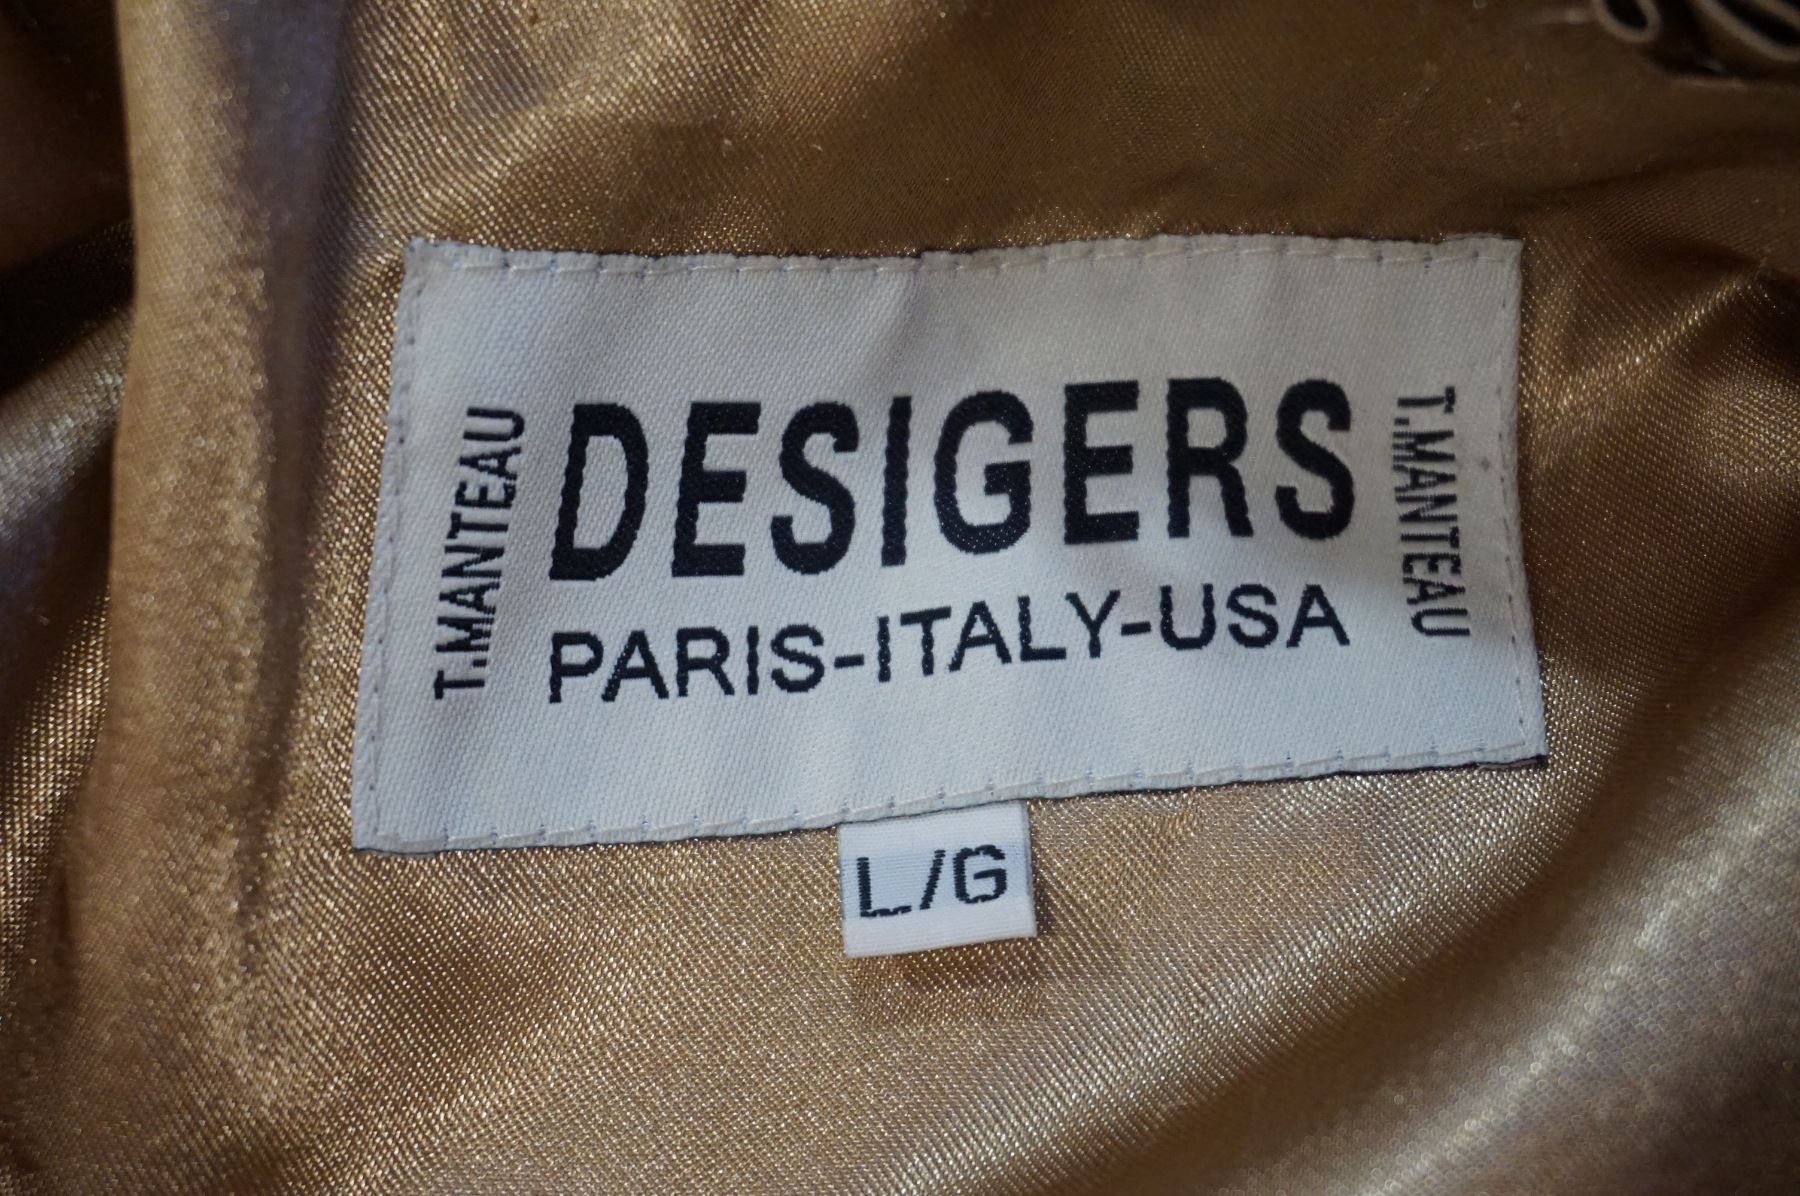 T.MANTEAU
DESIGERS
PARIS-ITALY-USA
T.MANTEAU
L/G